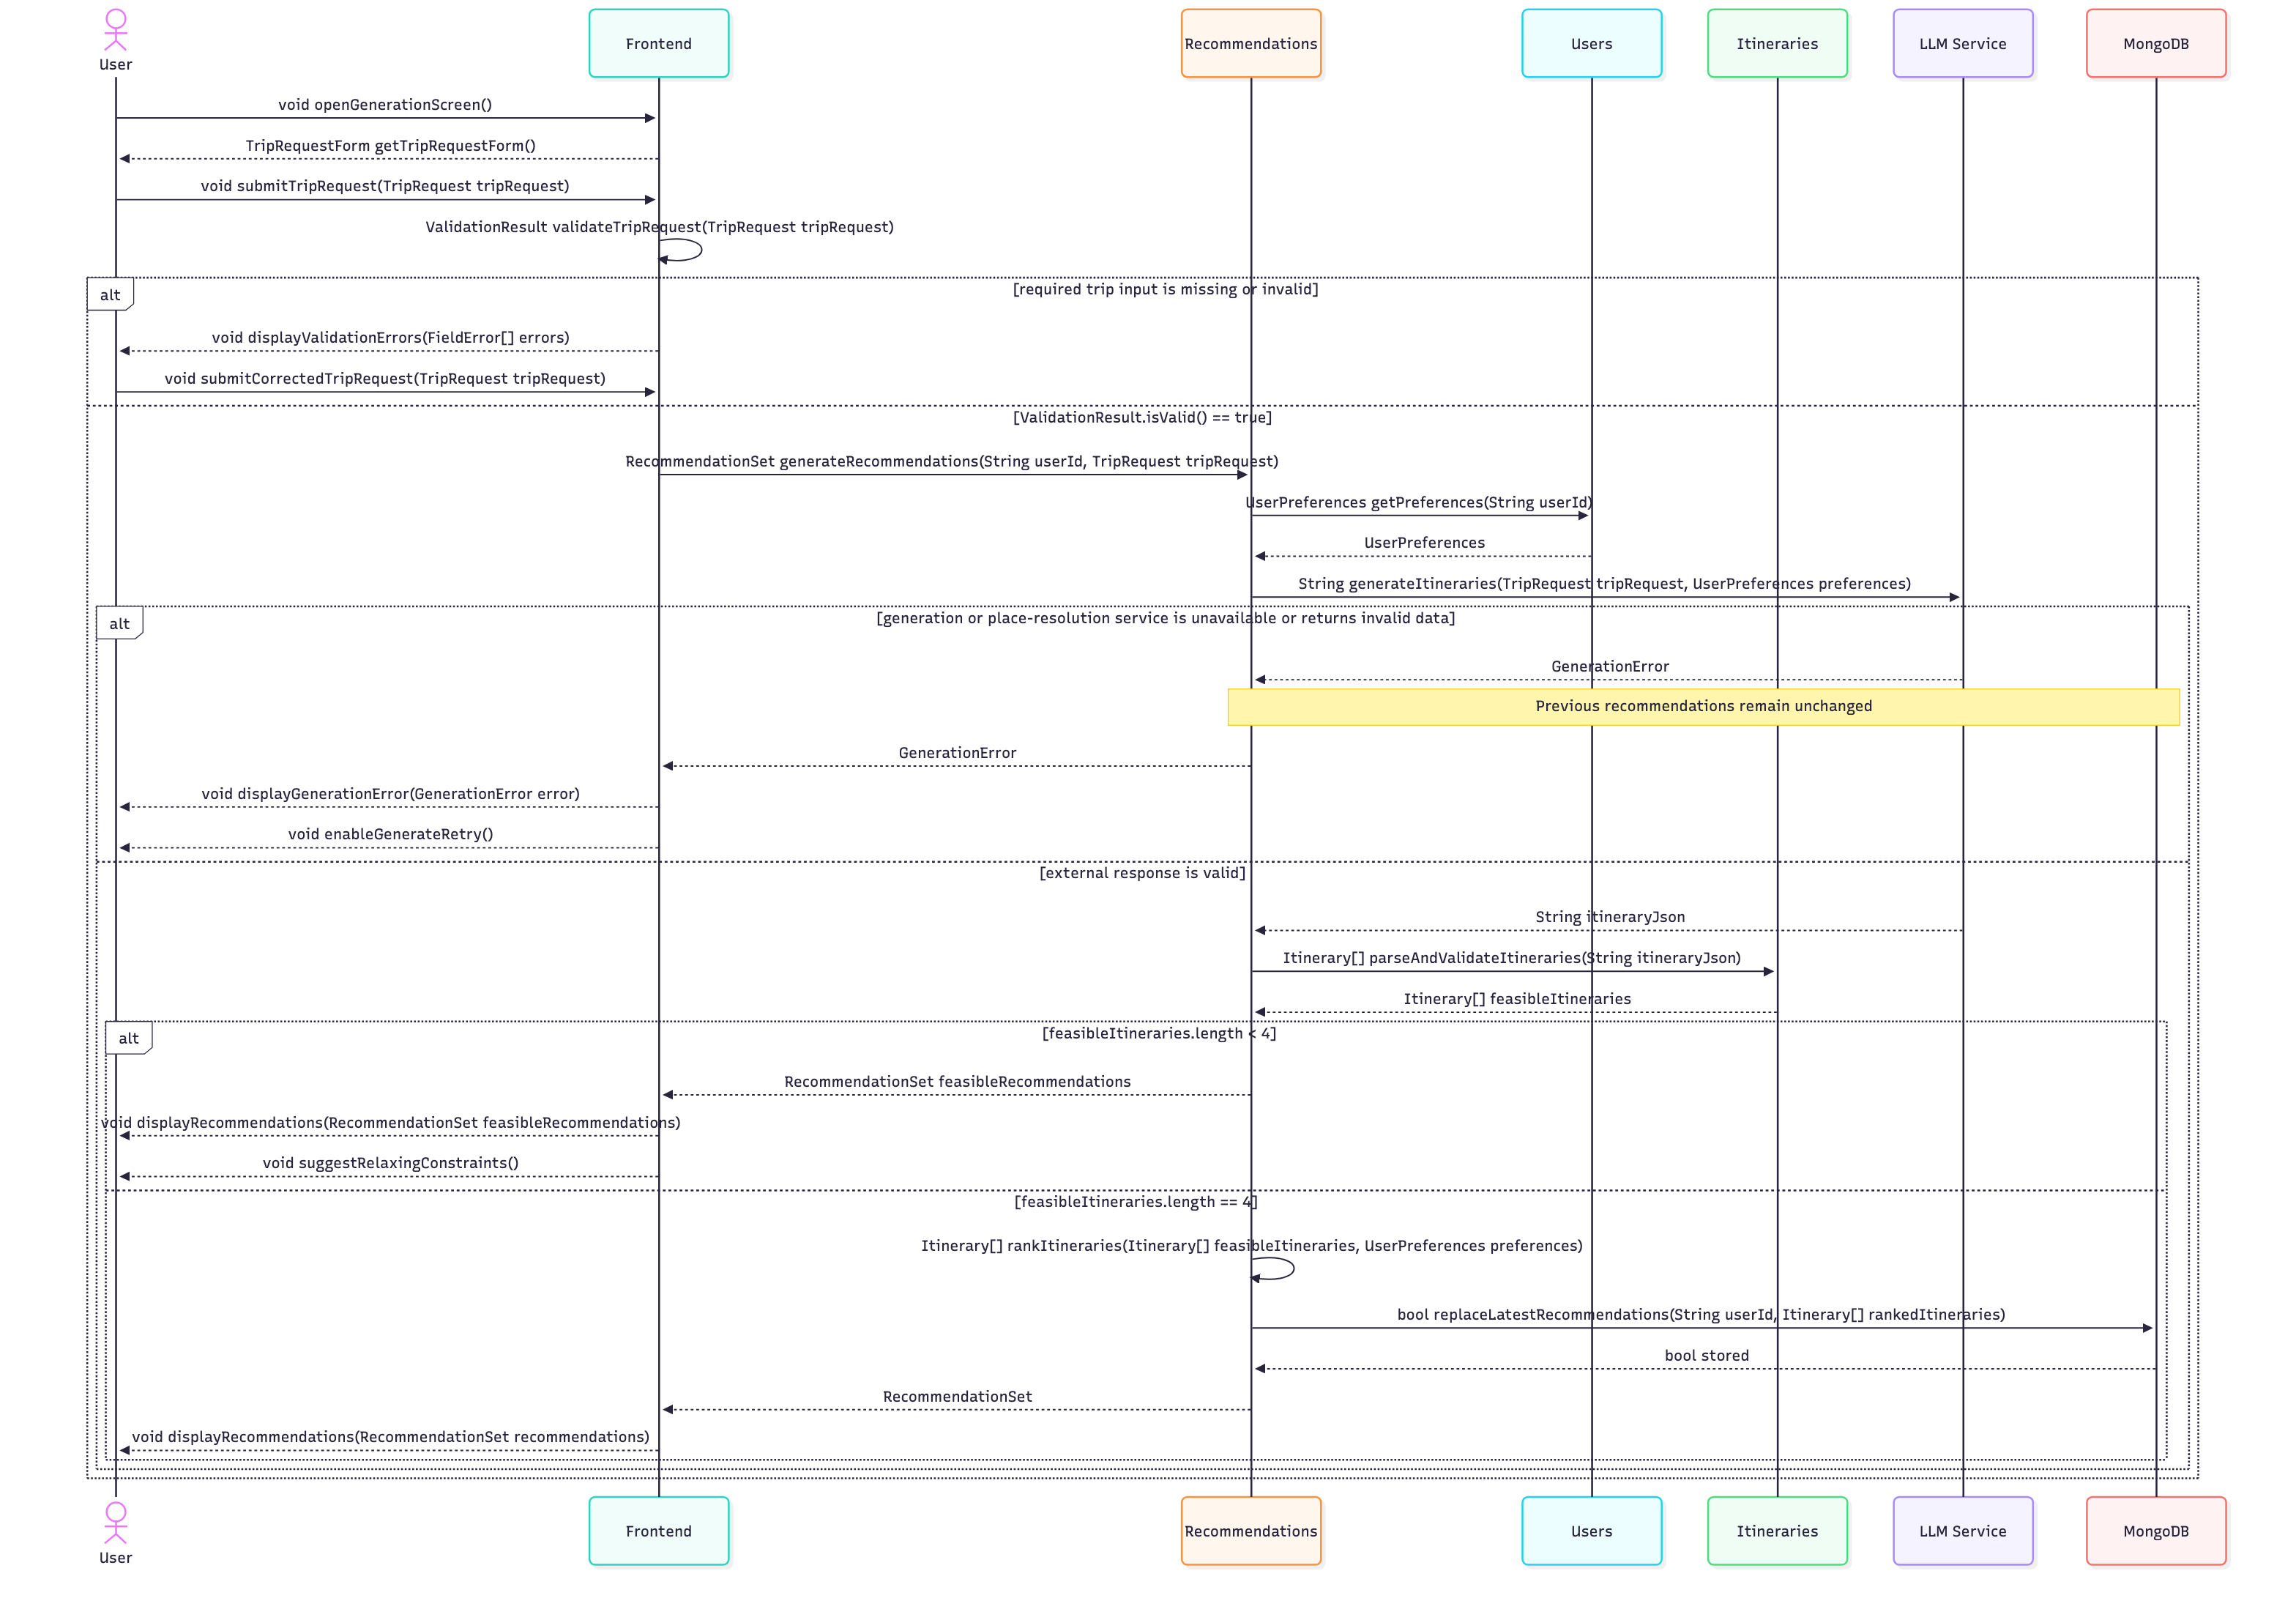 User
Frontend
Recommendations
Users
Itineraries
LLM Service
MongoDB
void openGenerationScreen()
TripRequestForm getTripRequestForm()
void submitTripRequest(TripRequest tripRequest)
ValidationResult validateTripRequest(TripRequest tripRequest)
alt
[required trip input is missing or invalid]
void displayValidationErrors(FieldError[] errors)
void submitCorrectedTripRequest(TripRequest tripRequest)
[ValidationResult.isValid() == true]
RecommendationSet generateRecommendations(String userId, TripRequest tripRequest)
UserPreferences getPreferences(String userId)
UserPreferences
String generateItineraries(TripRequest tripRequest, UserPreferences preferences)
alt
[generation or place-resolution service is unavailable or returns invalid data]
GenerationError
Previous recommendations remain unchanged
GenerationError
void displayGenerationError(GenerationError error)
void enableGenerateRetry()
[external response is valid]
String itineraryJson
Itinerary[] parseAndValidateItineraries(String itineraryJson)
Itinerary[] feasibleItineraries
alt
[feasibleItineraries.length < 4]
RecommendationSet feasibleRecommendations
void displayRecommendations(RecommendationSet feasibleRecommendations)
void suggestRelaxingConstraints()
[feasibleItineraries.length == 4]
Itinerary[] rankItineraries(Itinerary[] feasibleItineraries, UserPreferences preferences)
bool replaceLatestRecommendations(String userId, Itinerary[] rankedItineraries)
bool stored
RecommendationSet
void displayRecommendations(RecommendationSet recommendations)
User
Frontend
Recommendations
Users
Itineraries
LLM Service
MongoDB